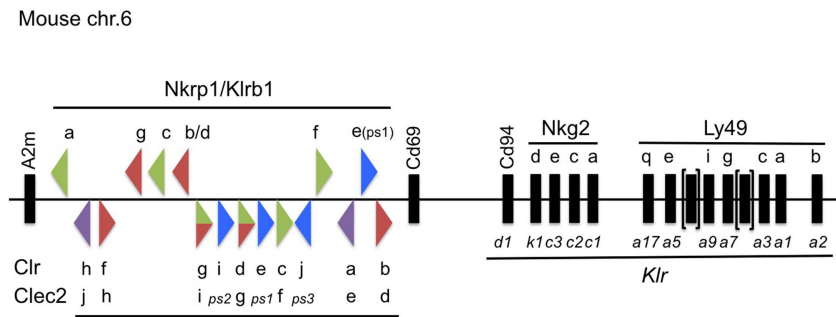 Mouse chr.6
Nkrp1/Klrb1
a g c b/d f e(ps1)
A2m
Cd69
Cd94
Nkg2
d e c a
Ly49
q e i g c a b
d1 k1 c3 c2 c1 a17 a5 a9 a7 a3 a1 a2
Klr
Clr h f g i d e c j a b
Clec2 j h i ps2 g ps1 f ps3 e d